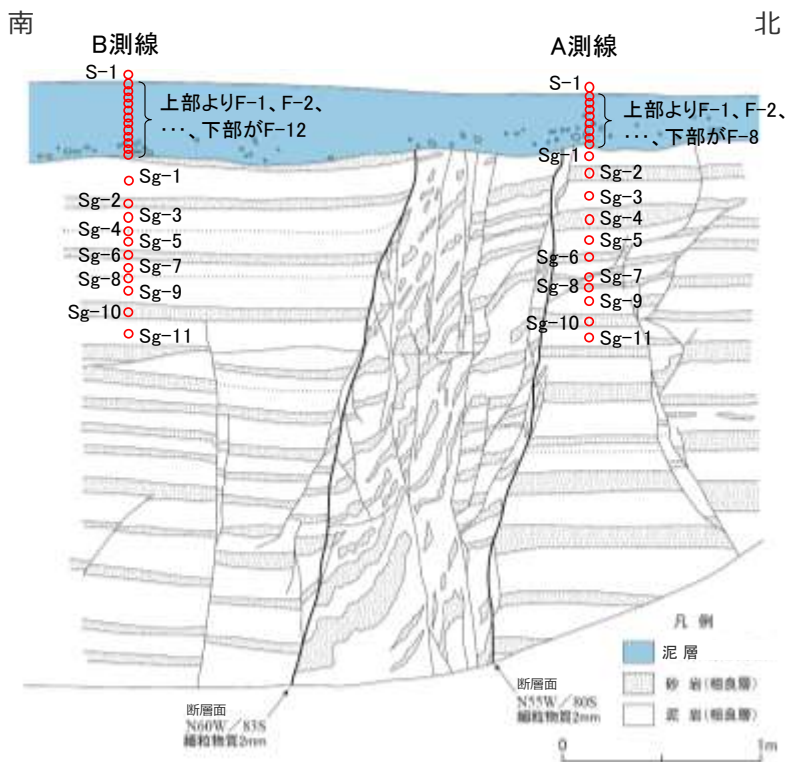 南
北
B測線
A測線
S-1
上部よりF-1、F-2、
…、下部がF-12
Sg-1
Sg-2
Sg-3
Sg-4
Sg-5
Sg-6
Sg-7
Sg-8
Sg-9
Sg-10
Sg-11
S-1
上部よりF-1、F-2、
…、下部がF-8
Sg-1
Sg-2
Sg-3
Sg-4
Sg-5
Sg-6
Sg-7
Sg-8
Sg-9
Sg-10
Sg-11
断層面
N60W/83S
細粒物質2mm
断層面
N55W/80S
細粒物質2mm
凡例
泥層
砂岩(相良層)
泥岩(相良層)
0
1m